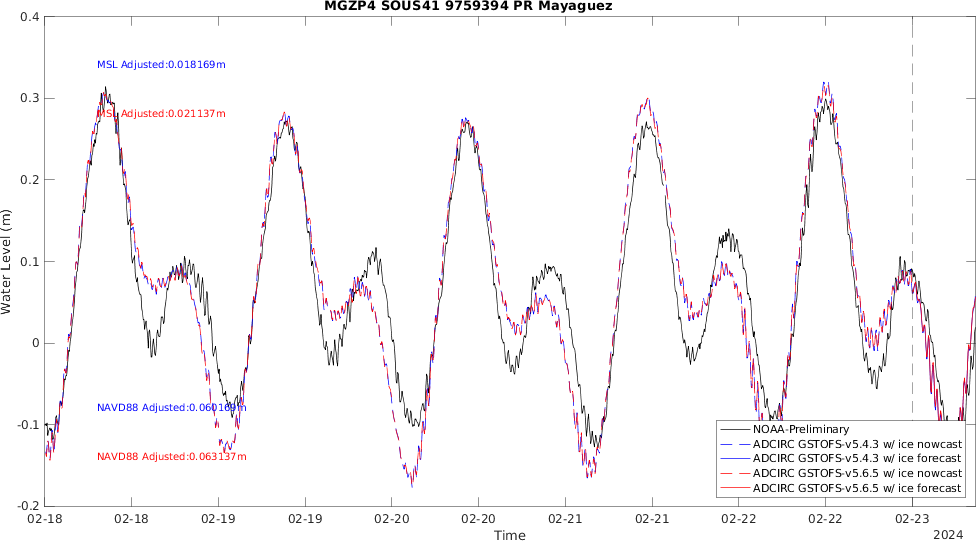 MGZP4 SOUS41 9759394 PR Mayaguez
0.4
MSL Adjusted:0.018169m
0.3
MSL Adjusted:0.021137m
0.2
0.1
Water Level (m)
0
NAVD88 Adjusted:0.060169m
-0.1
NOAA-Preliminary
ADCIRC GSTOFS-v5.4.3 w/ ice nowcast
ADCIRC GSTOFS-v5.4.3 w/ ice forecast
ADCIRC GSTOFS-v5.6.5 w/ ice nowcast
ADCIRC GSTOFS-v5.6.5 w/ ice forecast
NAVD88 Adjusted:0.063137m
-0.2
02-18 02-18 02-19 02-19 02-20 02-20 02-21 02-21 02-22 02-22 02-23
Time
2024